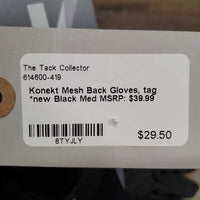 The Tack Collector
614600-419
Konekt Mesh Back Gloves, tag
*new Black Med MSRP: $39.99
8TYJLY
$29.50